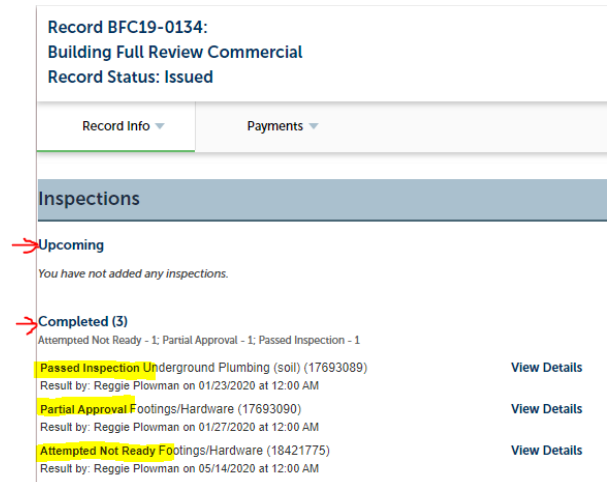 Record BFC19-0134:
Building Full Review Commercial
Record Status: Issued
Record Info Payments
Inspections
Upcoming
You have not added any inspections.
Completed (3)
Attempted Not Ready - 1; Partial Approval - 1; Passed Inspection - 1
Passed Inspection Underground Plumbing (soil) (17693089) View Details
Result by: Reggie Plowman on 01/23/2020 at 12:00 AM
Partial Approval Footings/Hardware (17693090) View Details
Result by: Reggie Plowman on 01/27/2020 at 12:00 AM
Attempted Not Ready Footings/Hardware (18421775) View Details
Result by: Reggie Plowman on 05/14/2020 at 12:00 AM